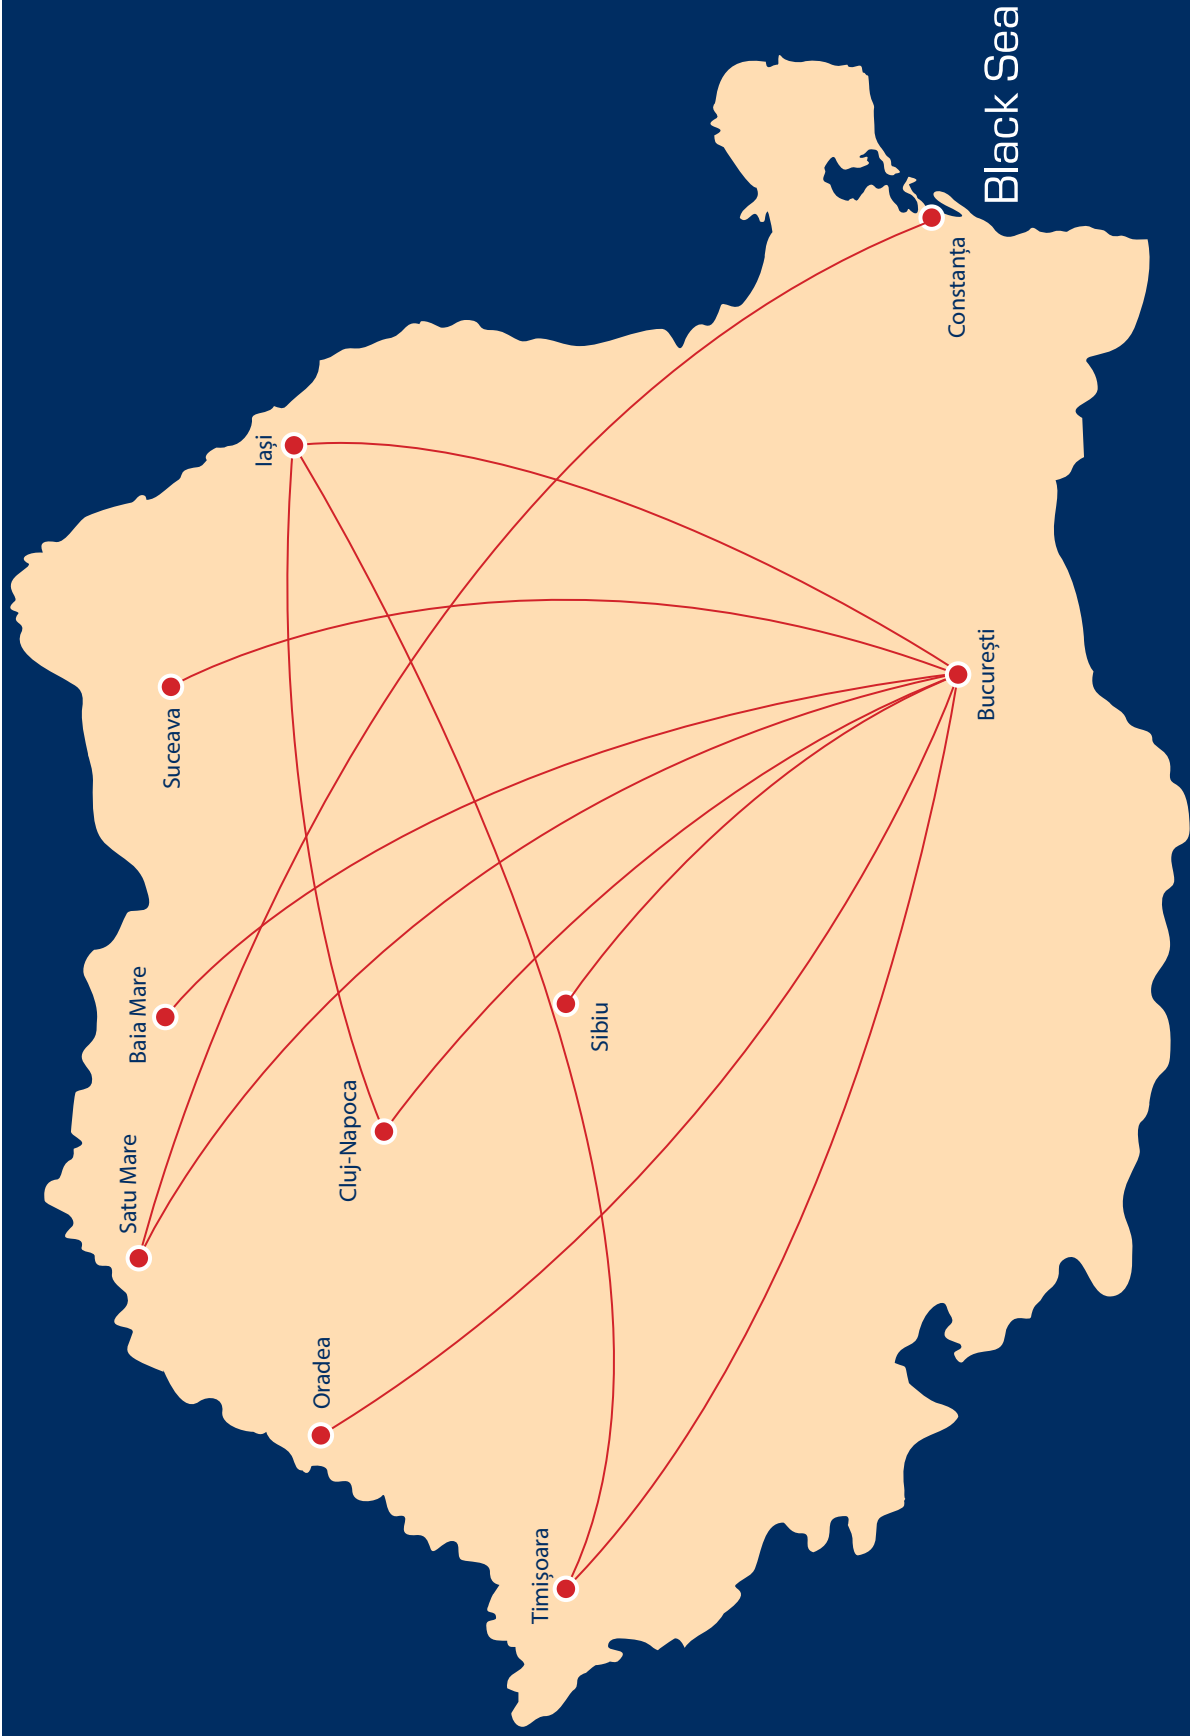 Satu Mare
Baia Mare
Suceava
Iași
Cluj-Napoca
Oradea
Sibiu
Timișoara
București
Constanța
Black Sea